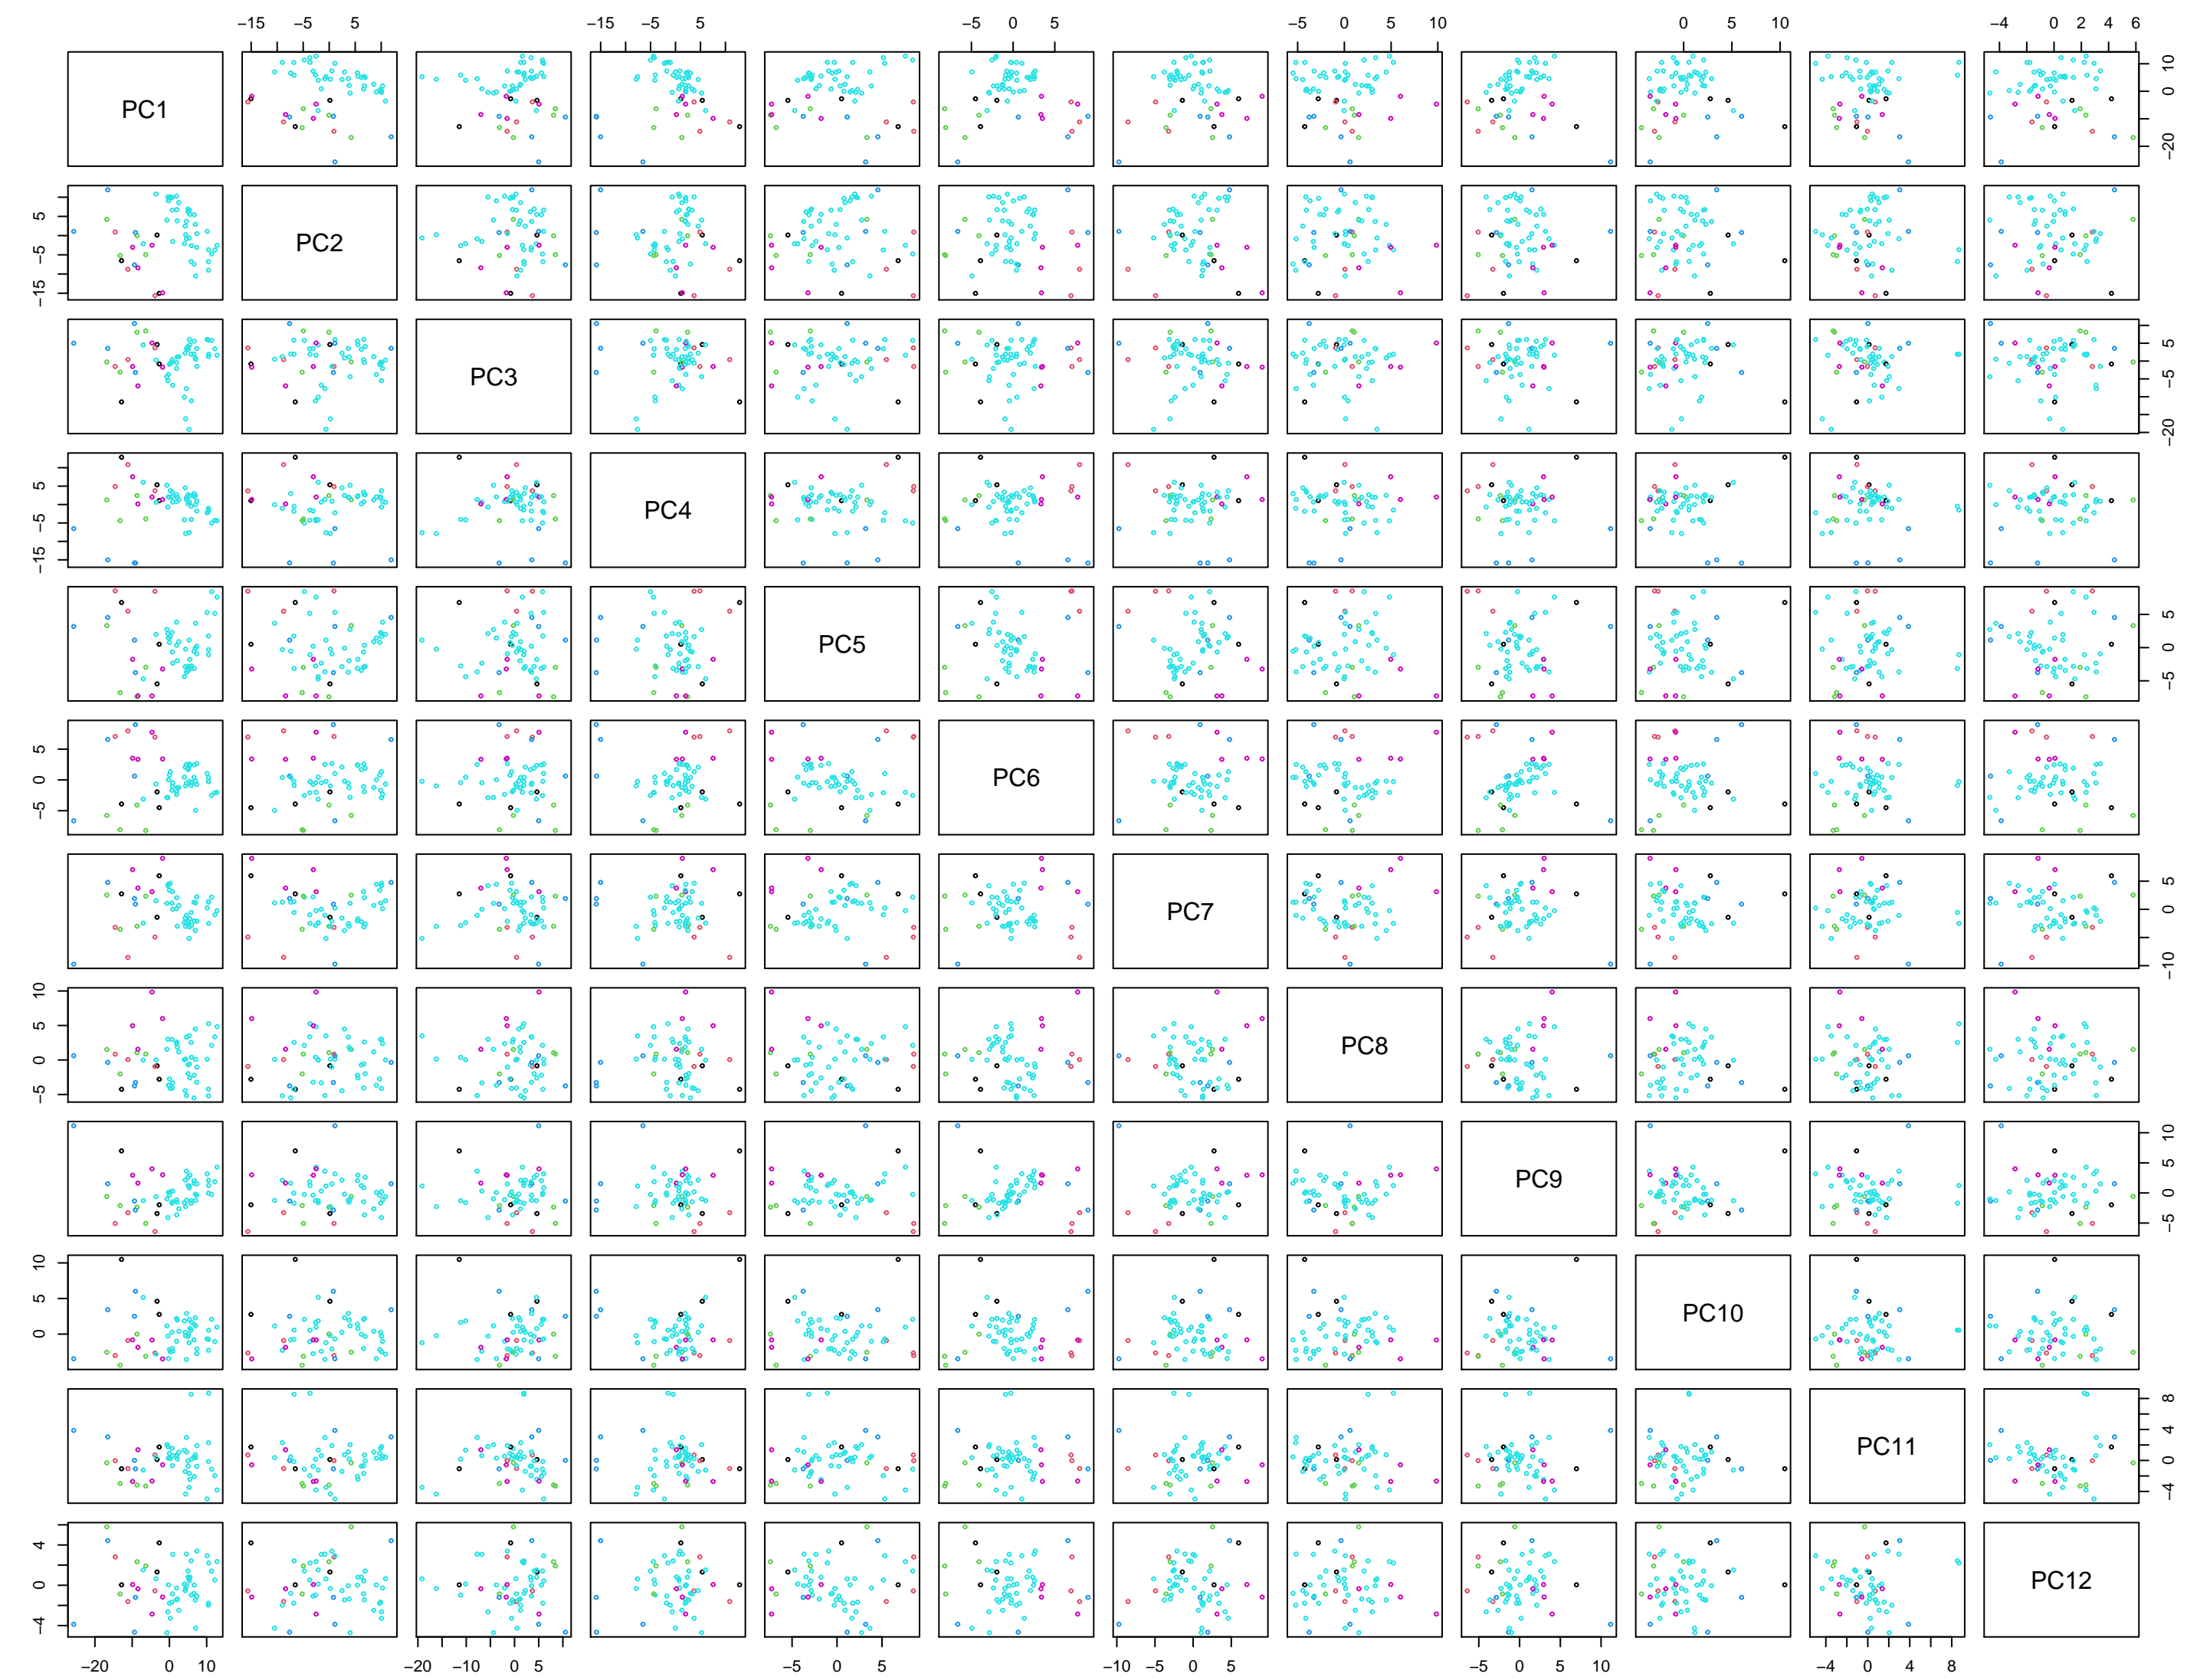 −15 −5 5 −15 −5 5 −5 0 5 −5 0 5 10 0 5 10 −4 0 2 4 6
PC1 −20 0 10
−15 −5 5 PC2
PC3 −20 −5 5
−15 −5 5 PC4
PC5 −5 0 5
−5 0 5 PC6
PC7 −10 0 5
−5 0 5 10 PC8
PC9 −5 0 5 10
0 5 10 PC10
PC11 −4 0 4 8
−4 0 4 PC12
−20 0 10 −20 −10 0 5 −5 0 5 −10 −5 0 5 −5 0 5 10 −4 0 4 8